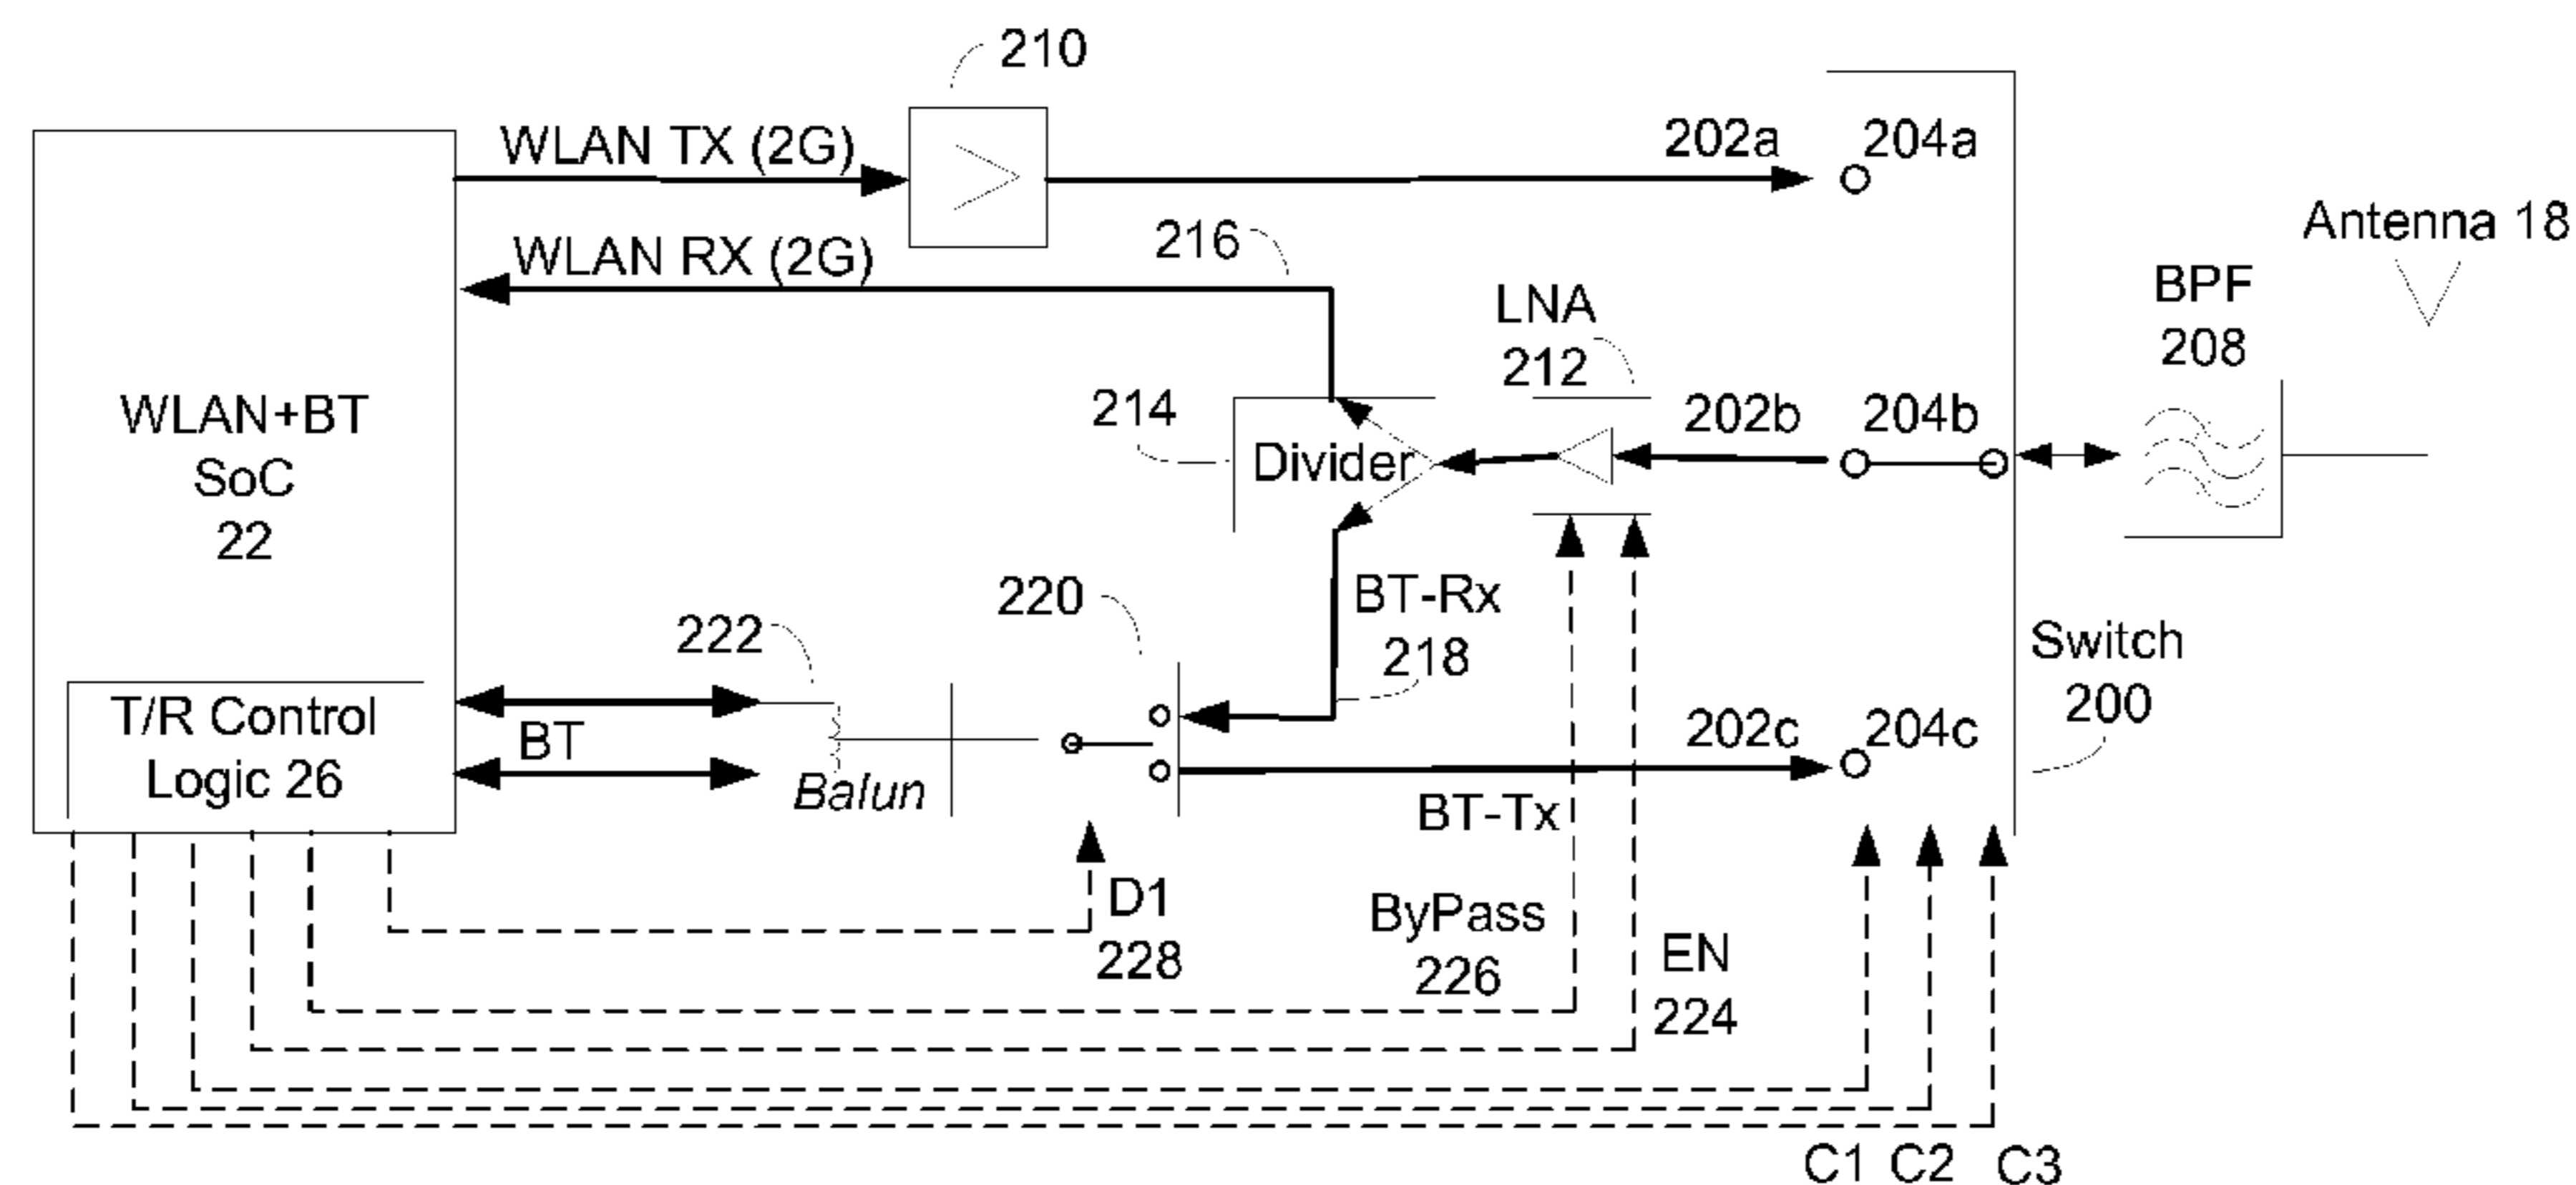 210
WLAN TX (2G)
202a
204a
216
Antenna 18
WLAN RX (2G)
BPF
208
LNA
212
214
202b
204b
WLAN+BT
SoC
22
Divider
220
BT-Rx
218
222
Switch
200
T/R Control
Logic 26
BT
Balun
202c
204c
BT-Tx
D1
228
ByPass
226
EN
224
C1 C2 C3